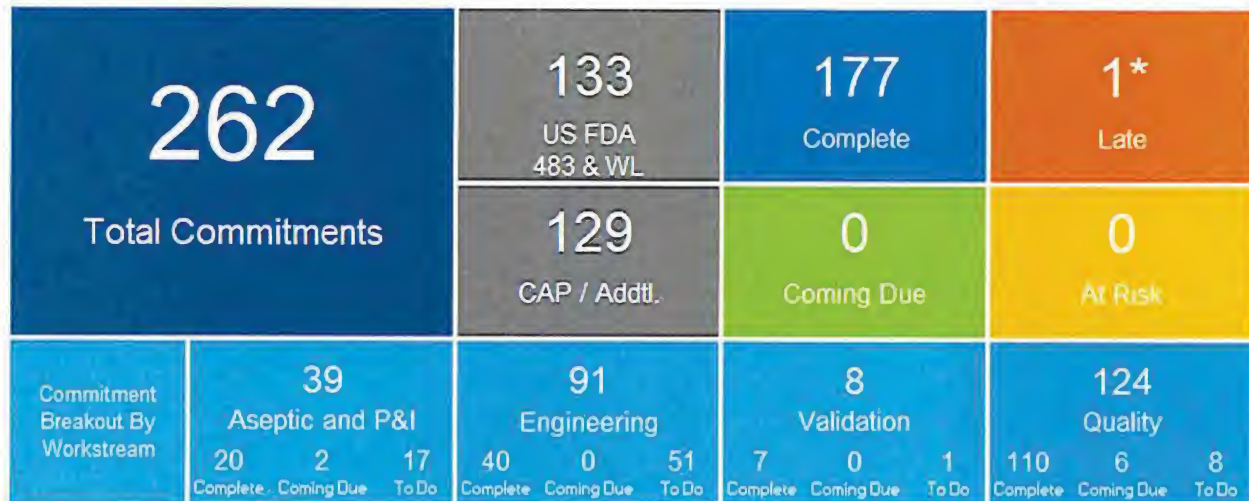 262
Total Commitments
133
US FDA
483 & WL
177
Complete
1*
Late
129
CAP / Addtl.
0
Coming Due
0
At Risk
Commitment
Breakout By
Workstream
39
Aseptic and P&I
20 2 17
Complete Coming Due To Do
91
Engineering
40 0 51
Complete Coming Due To Do
8
Validation
7 0 1
Complete Coming Due To Do
124
Quality
110 6 8
Complete Coming Due To Do